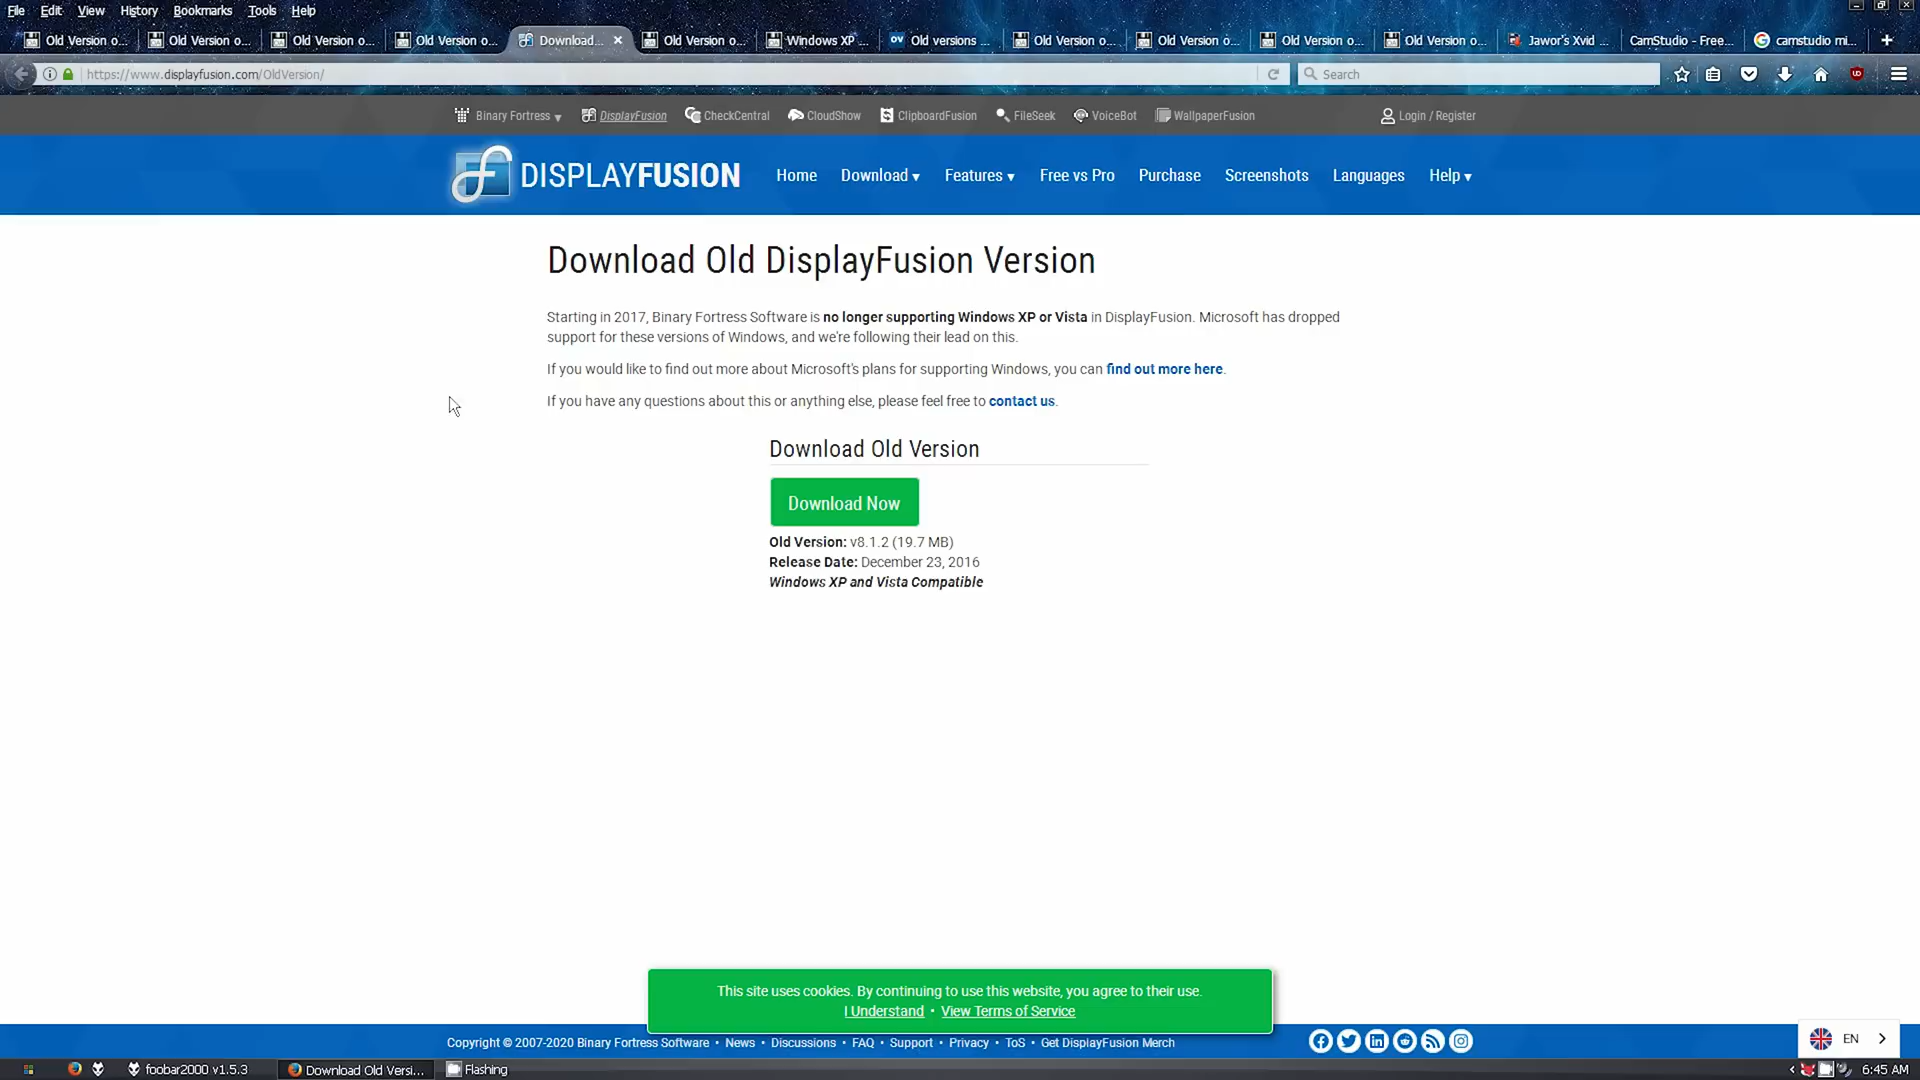 File Edit View History Bookmarks Tools Help
Old Version o... Old Version o... Old Version o... Old Version o... Download... Old Version o... Windows XP ... Old versions ... Old Version o... Old Version o... Old Version o... Old Version o... Jawor's Xvid ... CamStudio - Free... camstudio mi...
https://www.displayfusion.com/OldVersion/ Search
Binary Fortress DisplayFusion CheckCentral CloudShow ClipboardFusion FileSeek VoiceBot WallpaperFusion Login / Register
DISPLAYFUSION Home Download Features Free vs Pro Purchase Screenshots Languages Help
Download Old DisplayFusion Version
Starting in 2017, Binary Fortress Software is no longer supporting Windows XP or Vista in DisplayFusion. Microsoft has dropped
support for these versions of Windows, and we're following their lead on this.
If you would like to find out more about Microsoft's plans for supporting Windows, you can find out more here.
If you have any questions about this or anything else, please feel free to contact us.
Download Old Version
Download Now
Old Version: v8.1.2 (19.7 MB)
Release Date: December 23, 2016
Windows XP and Vista Compatible
This site uses cookies. By continuing to use this website, you agree to their use.
I Understand • View Terms of Service
Copyright © 2007-2020 Binary Fortress Software • News • Discussions • FAQ • Support • Privacy • ToS • Get DisplayFusion Merch
EN
foobar2000 v1.5.3 Download Old Versi... Flashing 6:45 AM